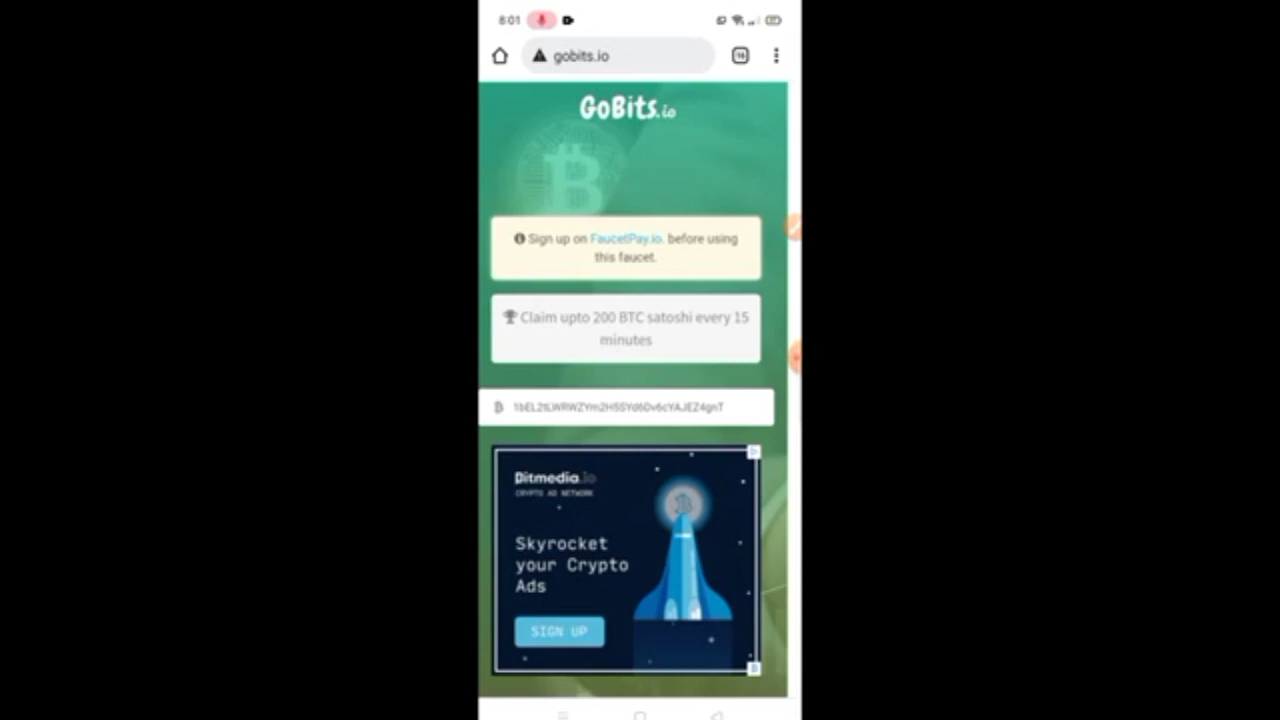 8:01
gobits.io
16
GoBits.io
Sign up on FaucetPay.io. before using
this faucet.
Claim upto 200 BTC satoshi every 15
minutes
Bitmedia.io
CRYPTO AD NETWORK
Skyrocket
your Crypto
Ads
SIGN UP